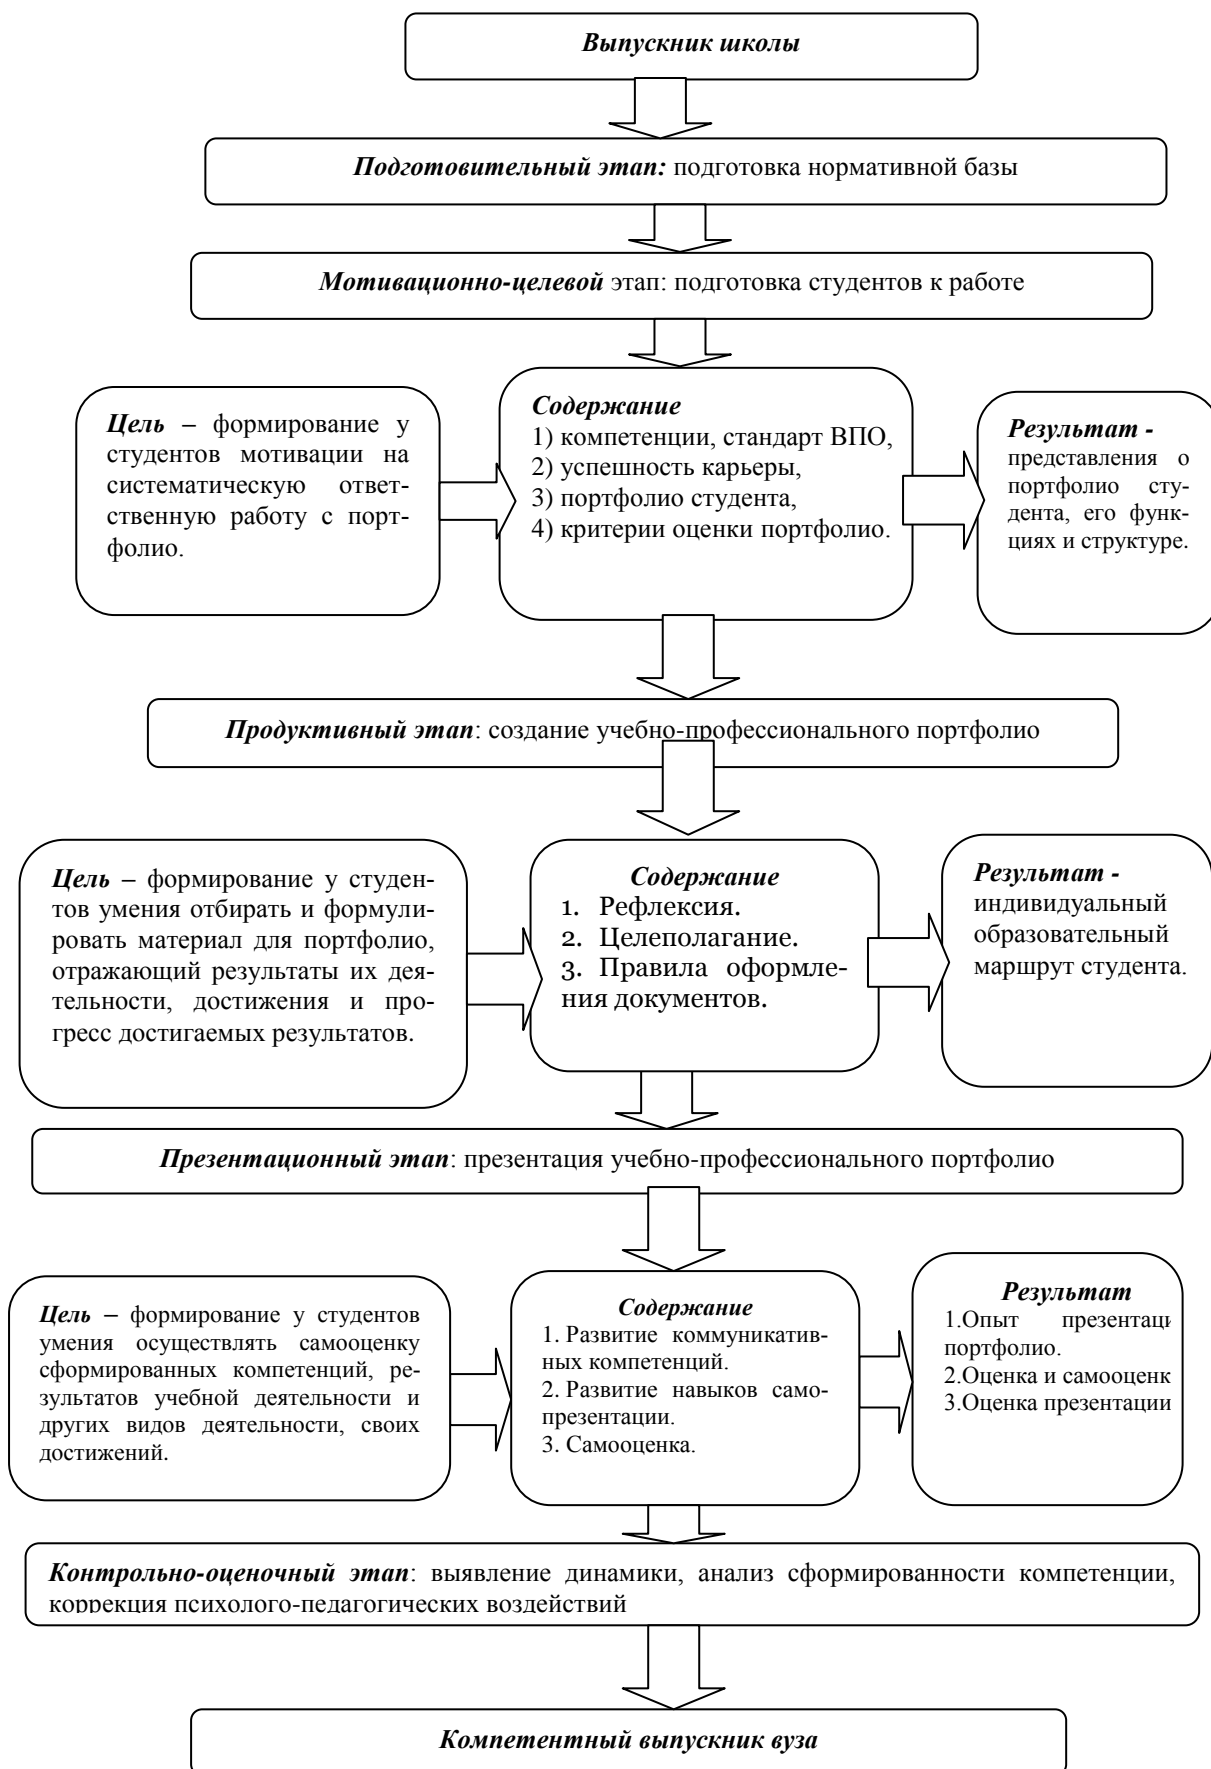 Выпускник школы
Подготовительный этап: подготовка нормативной базы
Мотивационно-целевой этап: подготовка студентов к работе
Цель – формирование у
студентов мотивации на
систематическую ответ-
ственную работу с порт-
фолио.
Содержание
1) компетенции, стандарт ВПО,
2) успешность карьеры,
3) портфолио студента,
4) критерии оценки портфолио.
Результат -
представления о
портфолио сту-
дента, его функ-
циях и структуре.
Продуктивный этап: создание учебно-профессионального портфолио
Цель – формирование у студен-
тов умения отбирать и формули-
ровать материал для портфолио,
отражающий результаты их дея-
тельности, достижения и про-
гресс достигаемых результатов.
Содержание
1. Рефлексия.
2. Целеполагание.
3. Правила оформле-
ния документов.
Результат -
индивидуальный
образовательный
маршрут студента.
Презентационный этап: презентация учебно-профессионального портфолио
Цель – формирование у студентов
умения осуществлять самооценку
сформированных компетенций, ре-
зультатов учебной деятельности и
других видов деятельности, своих
достижений.
Содержание
1. Развитие коммуникатив-
ных компетенций.
2. Развитие навыков само-
презентации.
3. Самооценка.
Результат
1.Опыт презентаци
портфолио.
2.Оценка и самооценк
3.Оценка презентации
Контрольно-оценочный этап: выявление динамики, анализ сформированности компетенции,
коррекция психолого-педагогических воздействий
Компетентный выпускник вуза